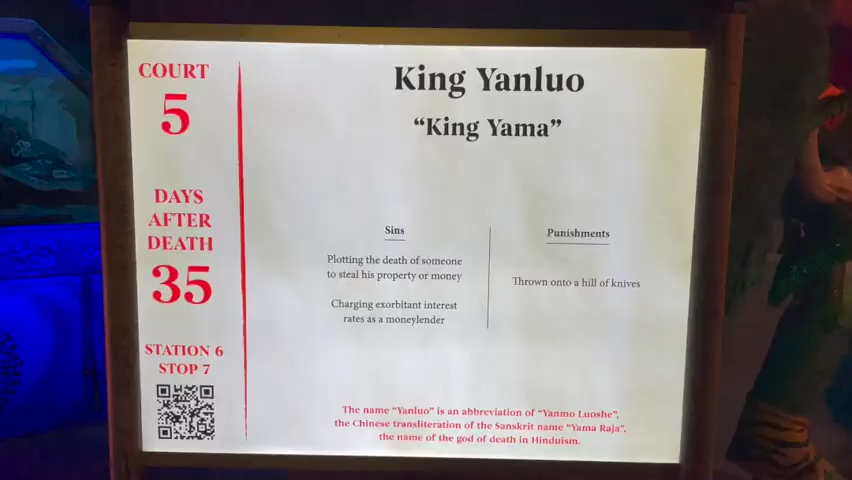 COURT
5
DAYS
AFTER
DEATH
35
STATION 6
STOP 7
King Yanluo
“King Yama”
Sins
Plotting the death of someone
to steal his property or money
Charging exorbitant interest
rates as a moneylender
Punishments
Thrown onto a hill of knives
The name “Yanluo” is an abbreviation of “Yanmo Luoshe”,
the Chinese transliteration of the Sanskrit name “Yama Raja”,
the name of the god of death in Hinduism.